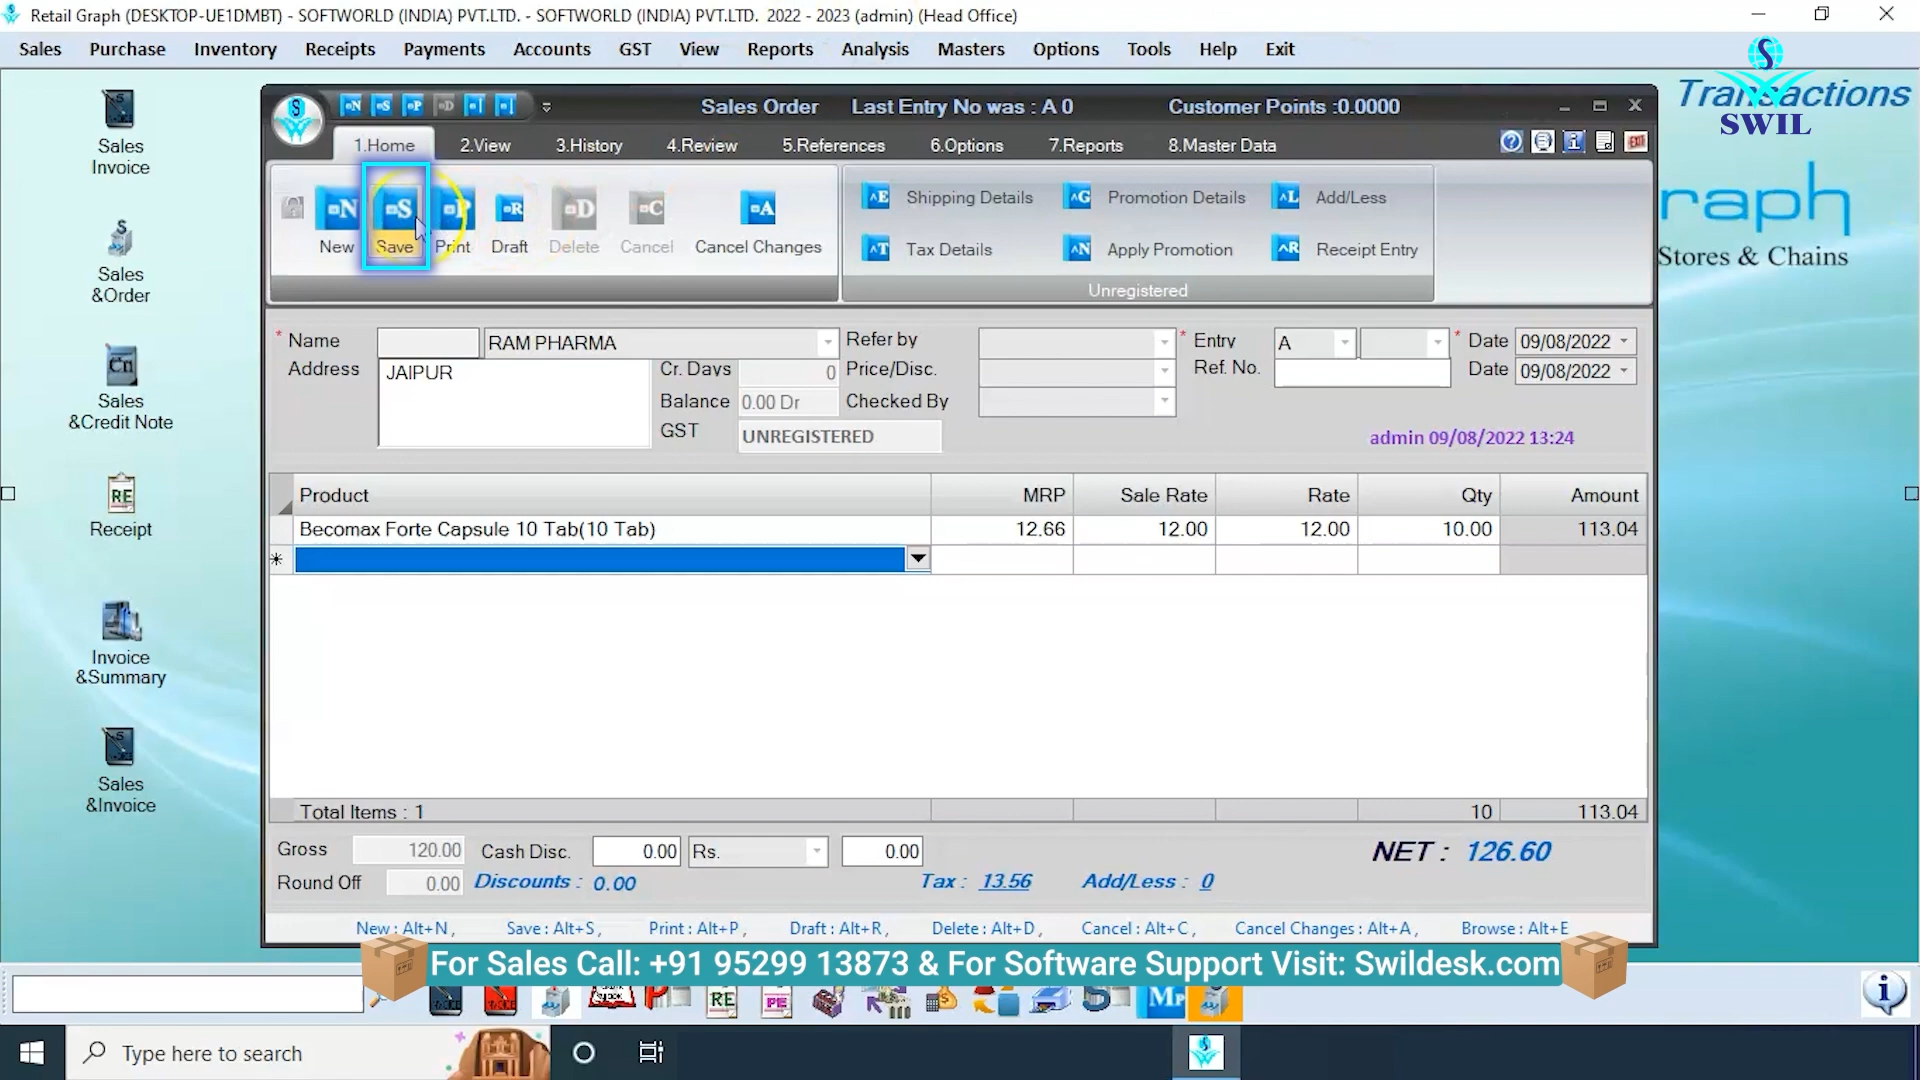 Retail Graph (DESKTOP-UE1DMBT) - SOFTWORLD (INDIA) PVT.LTD. - SOFTWORLD (INDIA) PVT.LTD. 2022 - 2023 (admin) (Head Office)
Sales Purchase Inventory Receipts Payments Accounts GST View Reports Analysis Masters Options Tools Help Exit
Transactions
SWIL
raph
Stores & Chains
Sales Invoice
Sales &Order
Cn
Sales &Credit Note
RE
Receipt
Invoice &Summary
Sales &Invoice
Sales Order Last Entry No was : A 0 Customer Points :0.0000
1.Home 2.View 3.History 4.Review 5.References 6.Options 7.Reports 8.Master Data
New Save Print Draft Delete Cancel Cancel Changes
Shipping Details Promotion Details Add/Less
Tax Details Apply Promotion Receipt Entry
Unregistered
* Name RAM PHARMA Refer by * Entry A * Date 09/08/2022
Address JAIPUR Cr. Days 0 Price/Disc. Ref. No. Date 09/08/2022
Balance 0.00 Dr Checked By
GST UNREGISTERED admin 09/08/2022 13:24
Product MRP Sale Rate Rate Qty Amount
Becomax Forte Capsule 10 Tab(10 Tab) 12.66 12.00 12.00 10.00 113.04
Total Items : 1 10 113.04
Gross 120.00 Cash Disc. 0.00 Rs. 0.00 NET : 126.60
Round Off 0.00 Discounts : 0.00 Tax : 13.56 Add/Less : 0
New : Alt+N , Save : Alt+S , Print : Alt+P , Draft : Alt+R , Delete : Alt+D , Cancel : Alt+C , Cancel Changes : Alt+A , Browse : Alt+E
For Sales Call: +91 95299 13873 & For Software Support Visit: Swildesk.com
RE PE
Type here to search